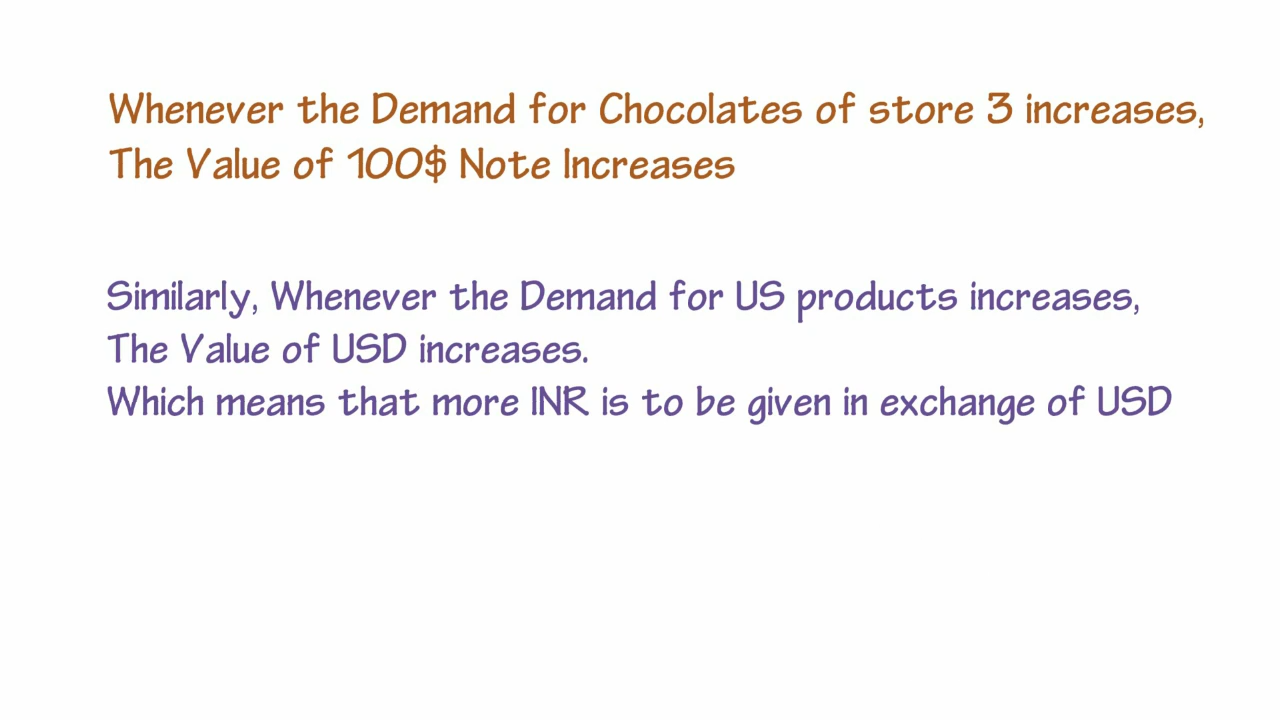 Whenever the Demand for Chocolates of store 3 increases,
The Value of 100$ Note Increases
Similarly, Whenever the Demand for US products increases,
The Value of USD increases.
Which means that more INR is to be given in exchange of USD